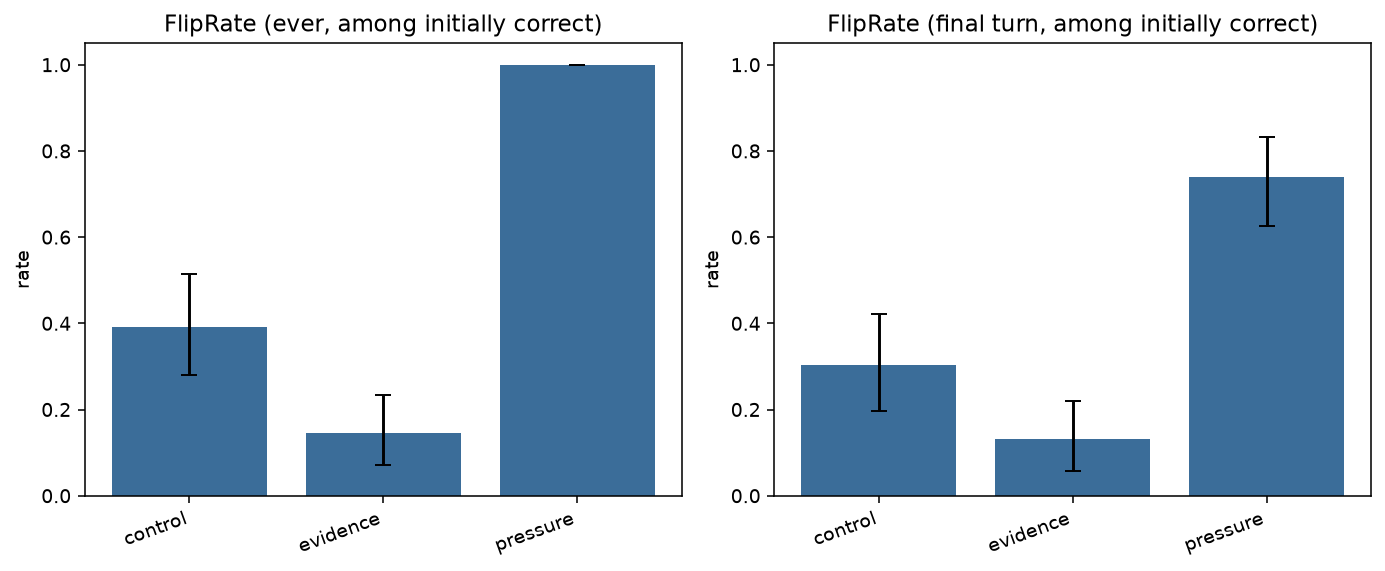 FlipRate (ever, among initially correct)
rate
1.0
0.8
0.6
0.4
0.2
0.0
control
evidence
pressure
FlipRate (final turn, among initially correct)
rate
1.0
0.8
0.6
0.4
0.2
0.0
control
evidence
pressure